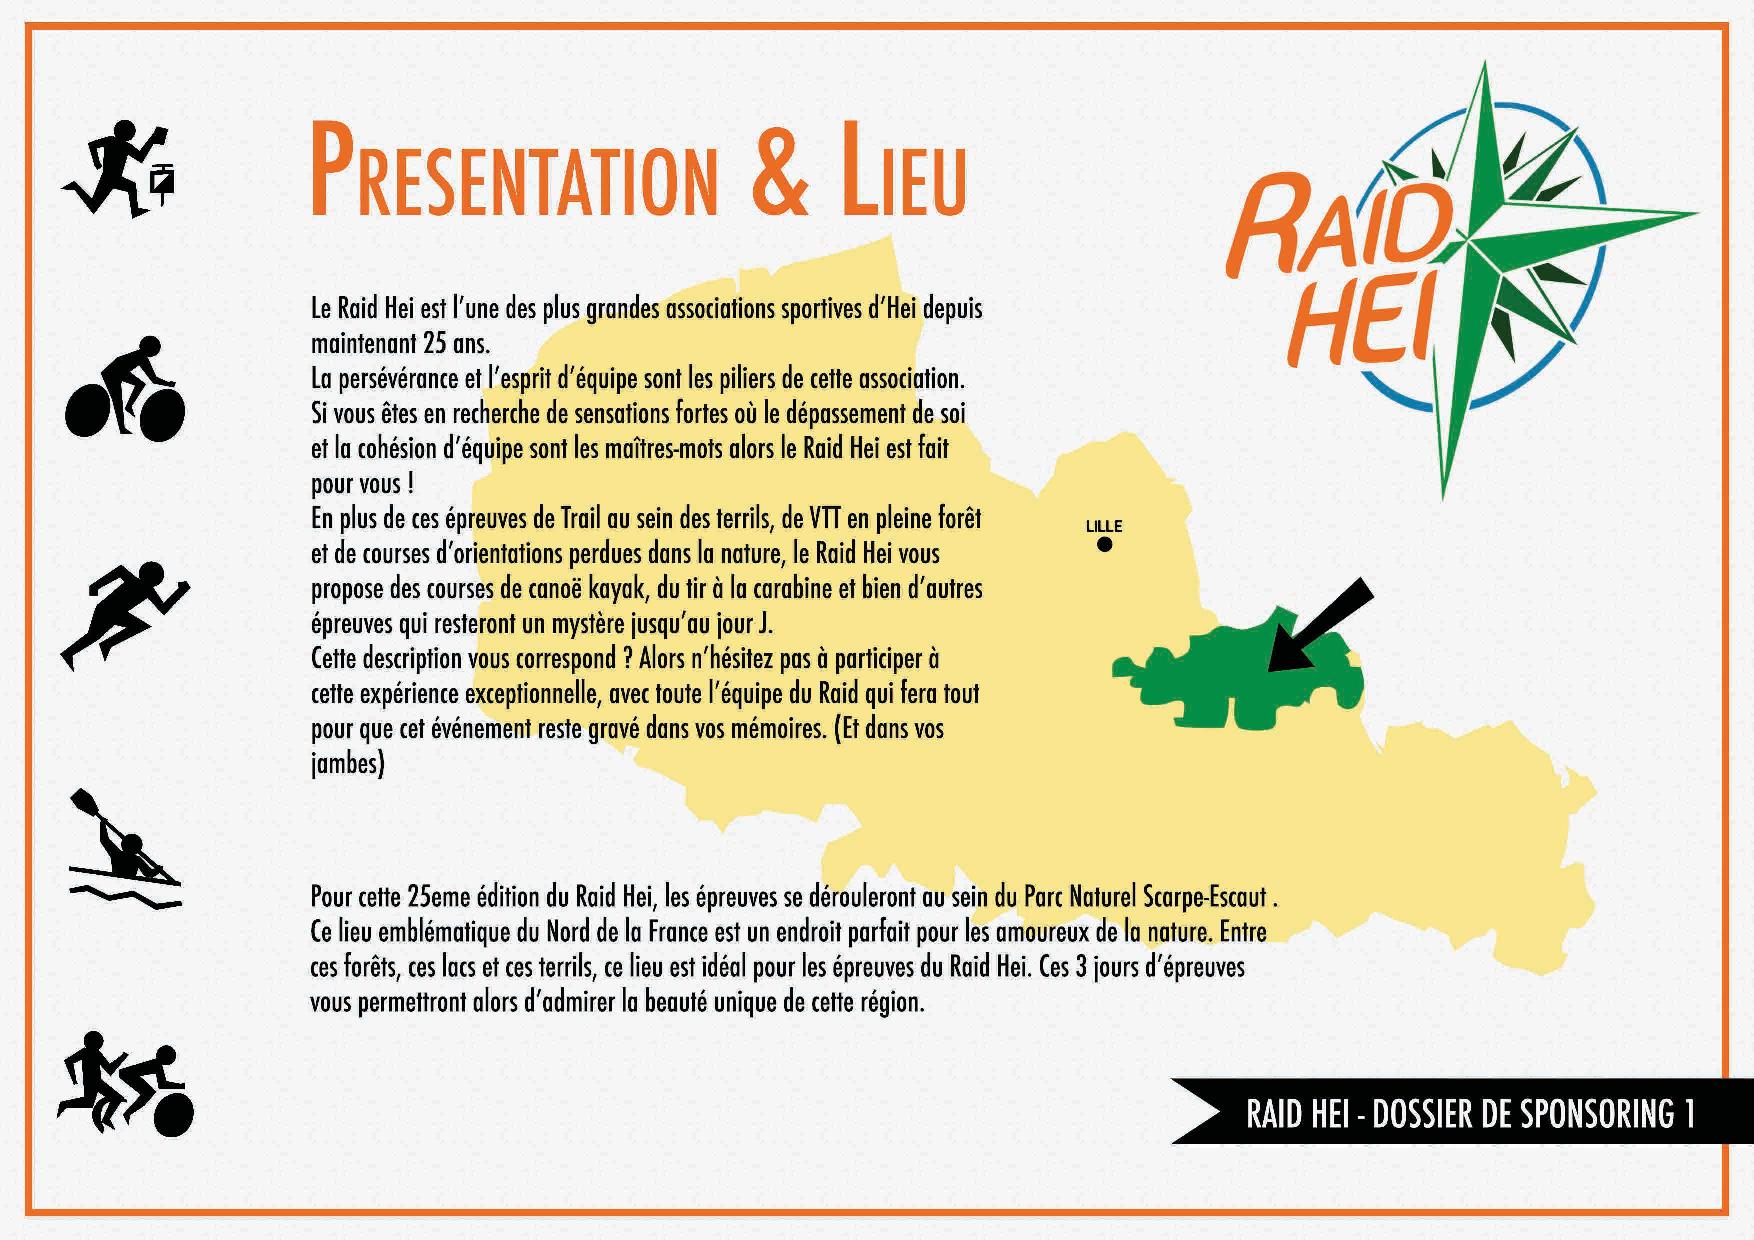 PRESENTATION & LIEU
RAID
HEI
Le Raid Hei est l'une des plus grandes associations sportives d'Hei depuis
maintenant 25 ans.
La persévérance et l'esprit d'équipe sont les piliers de cette association.
Si vous êtes en recherche de sensations fortes où le dépassement de soi
et la cohésion d'équipe sont les maîtres-mots alors le Raid Hei est fait
pour vous !
En plus de ces épreuves de Trail au sein des terrils, de VTT en pleine forêt
et de courses d'orientations perdues dans la nature, le Raid Hei vous
propose des courses de canoë kayak, du tir à la carabine et bien d'autres
épreuves qui resteront un mystère jusqu'au jour J.
Cette description vous correspond ? Alors n'hésitez pas à participer à
cette expérience exceptionnelle, avec toute l'équipe du Raid qui fera tout
pour que cet événement reste gravé dans vos mémoires. (Et dans vos
jambes)
LILLE
Pour cette 25eme édition du Raid Hei, les épreuves se dérouleront au sein du Parc Naturel Scarpe-Escaut .
Ce lieu emblématique du Nord de la France est un endroit parfait pour les amoureux de la nature. Entre
ces forêts, ces lacs et ces terrils, ce lieu est idéal pour les épreuves du Raid Hei. Ces 3 jours d'épreuves
vous permettront alors d'admirer la beauté unique de cette région.
RAID HEI - DOSSIER DE SPONSORING 1